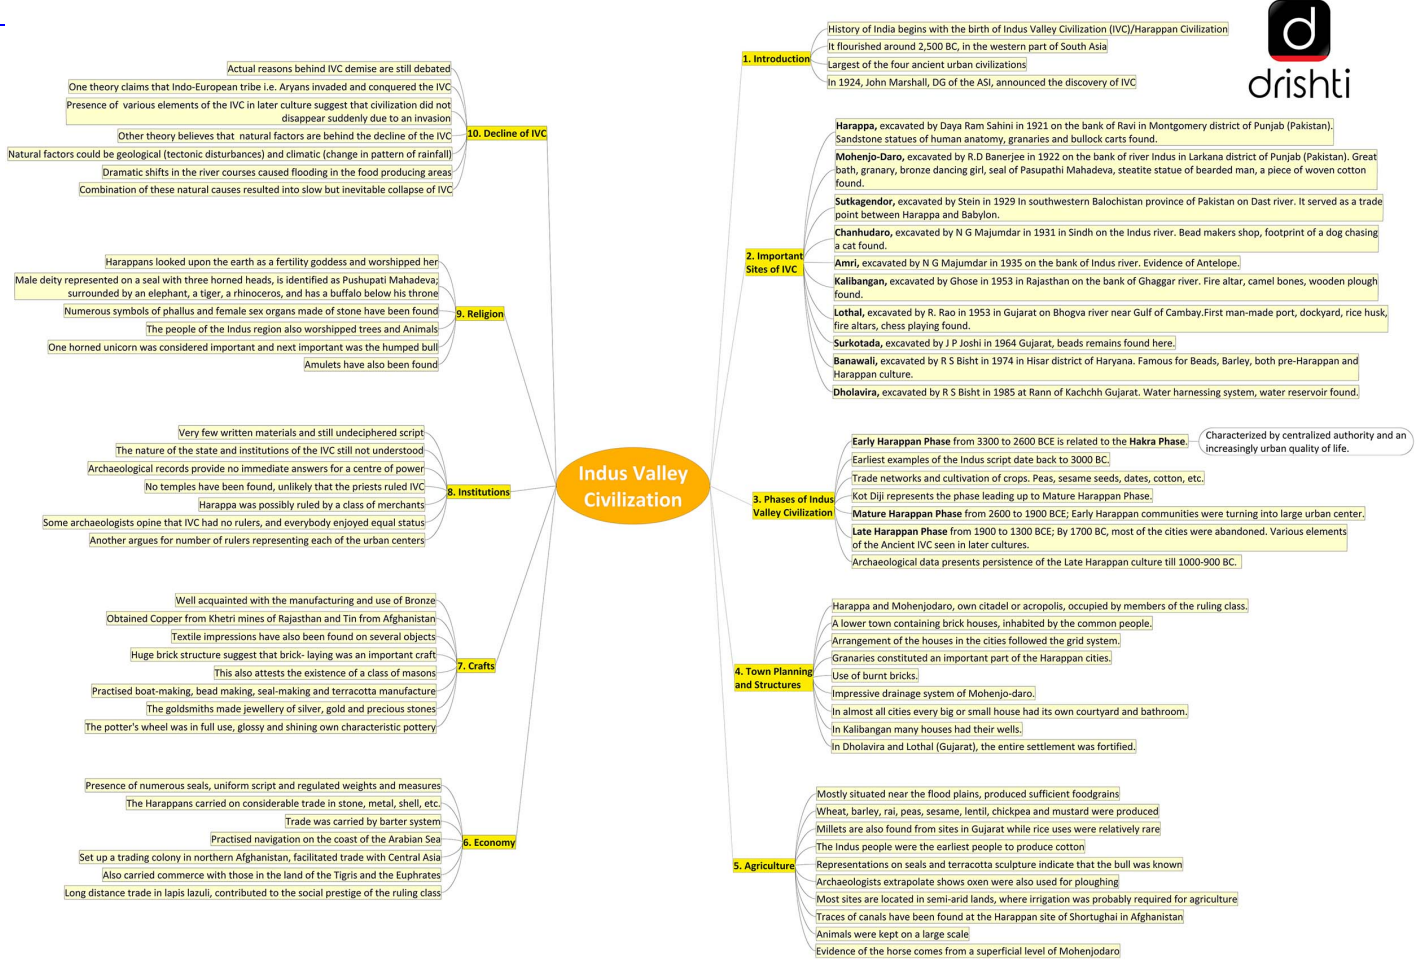 drishti
Indus Valley
Civilization
1. Introduction
History of India begins with the birth of Indus Valley Civilization (IVC)/Harappan Civilization
It flourished around 2,500 BC, in the western part of South Asia
Largest of the four ancient urban civilizations
In 1924, John Marshall, DG of the ASI, announced the discovery of IVC
2. Important
Sites of IVC
Harappa, excavated by Daya Ram Sahini in 1921 on the bank of Ravi in Montgomery district of Punjab (Pakistan).
Sandstone statues of human anatomy, granaries and bullock carts found.
Mohenjo-Daro, excavated by R.D Banerjee in 1922 on the bank of river Indus in Larkana district of Punjab (Pakistan). Great
bath, granary, bronze dancing girl, seal of Pasupathi Mahadeva, steatite statue of bearded man, a piece of woven cotton
found.
Sutkagendor, excavated by Stein in 1929 In southwestern Balochistan province of Pakistan on Dast river. It served as a trade
point between Harappa and Babylon.
Chanhudaro, excavated by N G Majumdar in 1931 in Sindh on the Indus river. Bead makers shop, footprint of a dog chasing
a cat found.
Amri, excavated by N G Majumdar in 1935 on the bank of Indus river. Evidence of Antelope.
Kalibangan, excavated by Ghose in 1953 in Rajasthan on the bank of Ghaggar river. Fire altar, camel bones, wooden plough
found.
Lothal, excavated by R. Rao in 1953 in Gujarat on Bhogva river near Gulf of Cambay.First man-made port, dockyard, rice husk,
fire altars, chess playing found.
Surkotada, excavated by J P Joshi in 1964 Gujarat, beads remains found here.
Banawali, excavated by R S Bisht in 1974 in Hisar district of Haryana. Famous for Beads, Barley, both pre-Harappan and
Harappan culture.
Dholavira, excavated by R S Bisht in 1985 at Rann of Kachchh Gujarat. Water harnessing system, water reservoir found.
3. Phases of Indus
Valley Civilization
Early Harappan Phase from 3300 to 2600 BCE is related to the Hakra Phase.
Characterized by centralized authority and an
increasingly urban quality of life.
Earliest examples of the Indus script date back to 3000 BC.
Trade networks and cultivation of crops. Peas, sesame seeds, dates, cotton, etc.
Kot Diji represents the phase leading up to Mature Harappan Phase.
Mature Harappan Phase from 2600 to 1900 BCE; Early Harappan communities were turning into large urban center.
Late Harappan Phase from 1900 to 1300 BCE; By 1700 BC, most of the cities were abandoned. Various elements
of the Ancient IVC seen in later cultures.
Archaeological data presents persistence of the Late Harappan culture till 1000-900 BC.
4. Town Planning
and Structures
Harappa and Mohenjodaro, own citadel or acropolis, occupied by members of the ruling class.
A lower town containing brick houses, inhabited by the common people.
Arrangement of the houses in the cities followed the grid system.
Granaries constituted an important part of the Harappan cities.
Use of burnt bricks.
Impressive drainage system of Mohenjo-daro.
In almost all cities every big or small house had its own courtyard and bathroom.
In Kalibangan many houses had their wells.
In Dholavira and Lothal (Gujarat), the entire settlement was fortified.
5. Agriculture
Mostly situated near the flood plains, produced sufficient foodgrains
Wheat, barley, rai, peas, sesame, lentil, chickpea and mustard were produced
Millets are also found from sites in Gujarat while rice uses were relatively rare
The Indus people were the earliest people to produce cotton
Representations on seals and terracotta sculpture indicate that the bull was known
Archaeologists extrapolate shows oxen were also used for ploughing
Most sites are located in semi-arid lands, where irrigation was probably required for agriculture
Traces of canals have been found at the Harappan site of Shortughai in Afghanistan
Animals were kept on a large scale
Evidence of the horse comes from a superficial level of Mohenjodaro
6. Economy
Presence of numerous seals, uniform script and regulated weights and measures
The Harappans carried on considerable trade in stone, metal, shell, etc.
Trade was carried by barter system
Practised navigation on the coast of the Arabian Sea
Set up a trading colony in northern Afghanistan, facilitated trade with Central Asia
Also carried commerce with those in the land of the Tigris and the Euphrates
Long distance trade in lapis lazuli, contributed to the social prestige of the ruling class
7. Crafts
Well acquainted with the manufacturing and use of Bronze
Obtained Copper from Khetri mines of Rajasthan and Tin from Afghanistan
Textile impressions have also been found on several objects
Huge brick structure suggest that brick- laying was an important craft
This also attests the existence of a class of masons
Practised boat-making, bead making, seal-making and terracotta manufacture
The goldsmiths made jewellery of silver, gold and precious stones
The potter's wheel was in full use, glossy and shining own characteristic pottery
8. Institutions
Very few written materials and still undeciphered script
The nature of the state and institutions of the IVC still not understood
Archaeological records provide no immediate answers for a centre of power
No temples have been found, unlikely that the priests ruled IVC
Harappa was possibly ruled by a class of merchants
Some archaeologists opine that IVC had no rulers, and everybody enjoyed equal status
Another argues for number of rulers representing each of the urban centers
9. Religion
Harappans looked upon the earth as a fertility goddess and worshipped her
Male deity represented on a seal with three horned heads, is identified as Pushupati Mahadeva;
surrounded by an elephant, a tiger, a rhinoceros, and has a buffalo below his throne
Numerous symbols of phallus and female sex organs made of stone have been found
The people of the Indus region also worshipped trees and Animals
One horned unicorn was considered important and next important was the humped bull
Amulets have also been found
10. Decline of IVC
Actual reasons behind IVC demise are still debated
One theory claims that Indo-European tribe i.e. Aryans invaded and conquered the IVC
Presence of various elements of the IVC in later culture suggest that civilization did not
disappear suddenly due to an invasion
Other theory believes that natural factors are behind the decline of the IVC
Natural factors could be geological (tectonic disturbances) and climatic (change in pattern of rainfall)
Dramatic shifts in the river courses caused flooding in the food producing areas
Combination of these natural causes resulted into slow but inevitable collapse of IVC